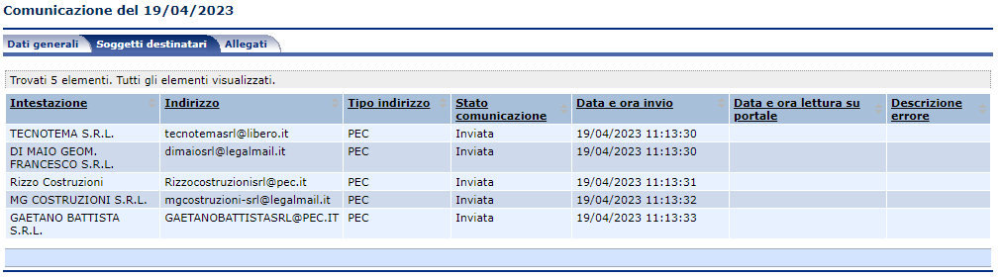 Comunicazione del 19/04/2023
Dati generali Soggetti destinatari Allegati
Trovati 5 elementi. Tutti gli elementi visualizzati.
Intestazione Indirizzo Tipo indirizzo Stato comunicazione Data e ora invio Data e ora lettura su portale Descrizione errore
TECNOTEMA S.R.L. tecnotemasrl@libero.it PEC Inviata 19/04/2023 11:13:30
DI MAIO GEOM. FRANCESCO S.R.L. dimaiosrl@legalmail.it PEC Inviata 19/04/2023 11:13:30
Rizzo Costruzioni Rizzocostruzionisrl@pec.it PEC Inviata 19/04/2023 11:13:31
MG COSTRUZIONI S.R.L. mgcostruzioni-srl@legalmail.it PEC Inviata 19/04/2023 11:13:32
GAETANO BATTISTA S.R.L. GAETANOBATTISTASRL@PEC.IT PEC Inviata 19/04/2023 11:13:33